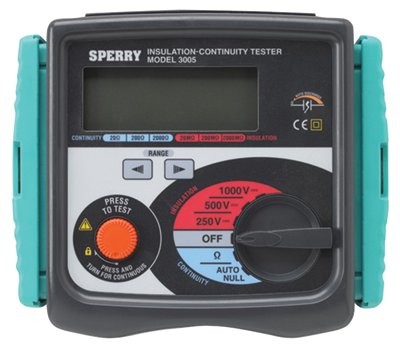 SPERRY
INSULATION-CONTINUITY TESTER
MODEL 3005
CONTINUITY 20Ω 200Ω 2000Ω 20MΩ 200MΩ 2000MΩ INSULATION
RANGE
PRESS
TO TEST
PRESS AND
TURN FOR CONTINUOUS
INSULATION
1000V
500V
250V
OFF
Ω
AUTO
NULL
CONTINUITY
CE